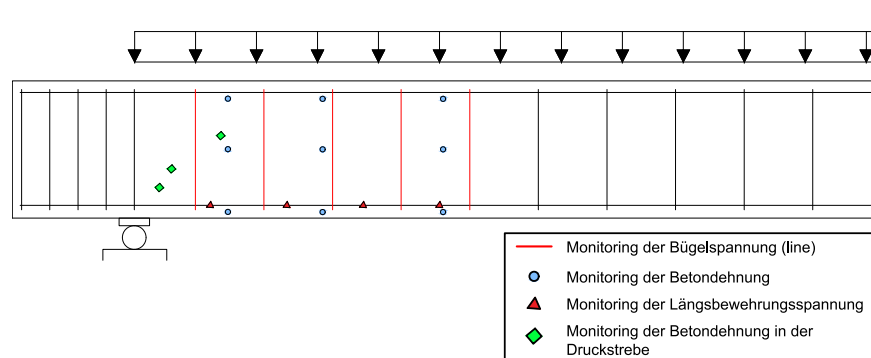 Monitoring der Bügelspannung (line)
Monitoring der Betondehnung
Monitoring der Längsbewehrungsspannung
Monitoring der Betondehnung in der
Druckstrebe